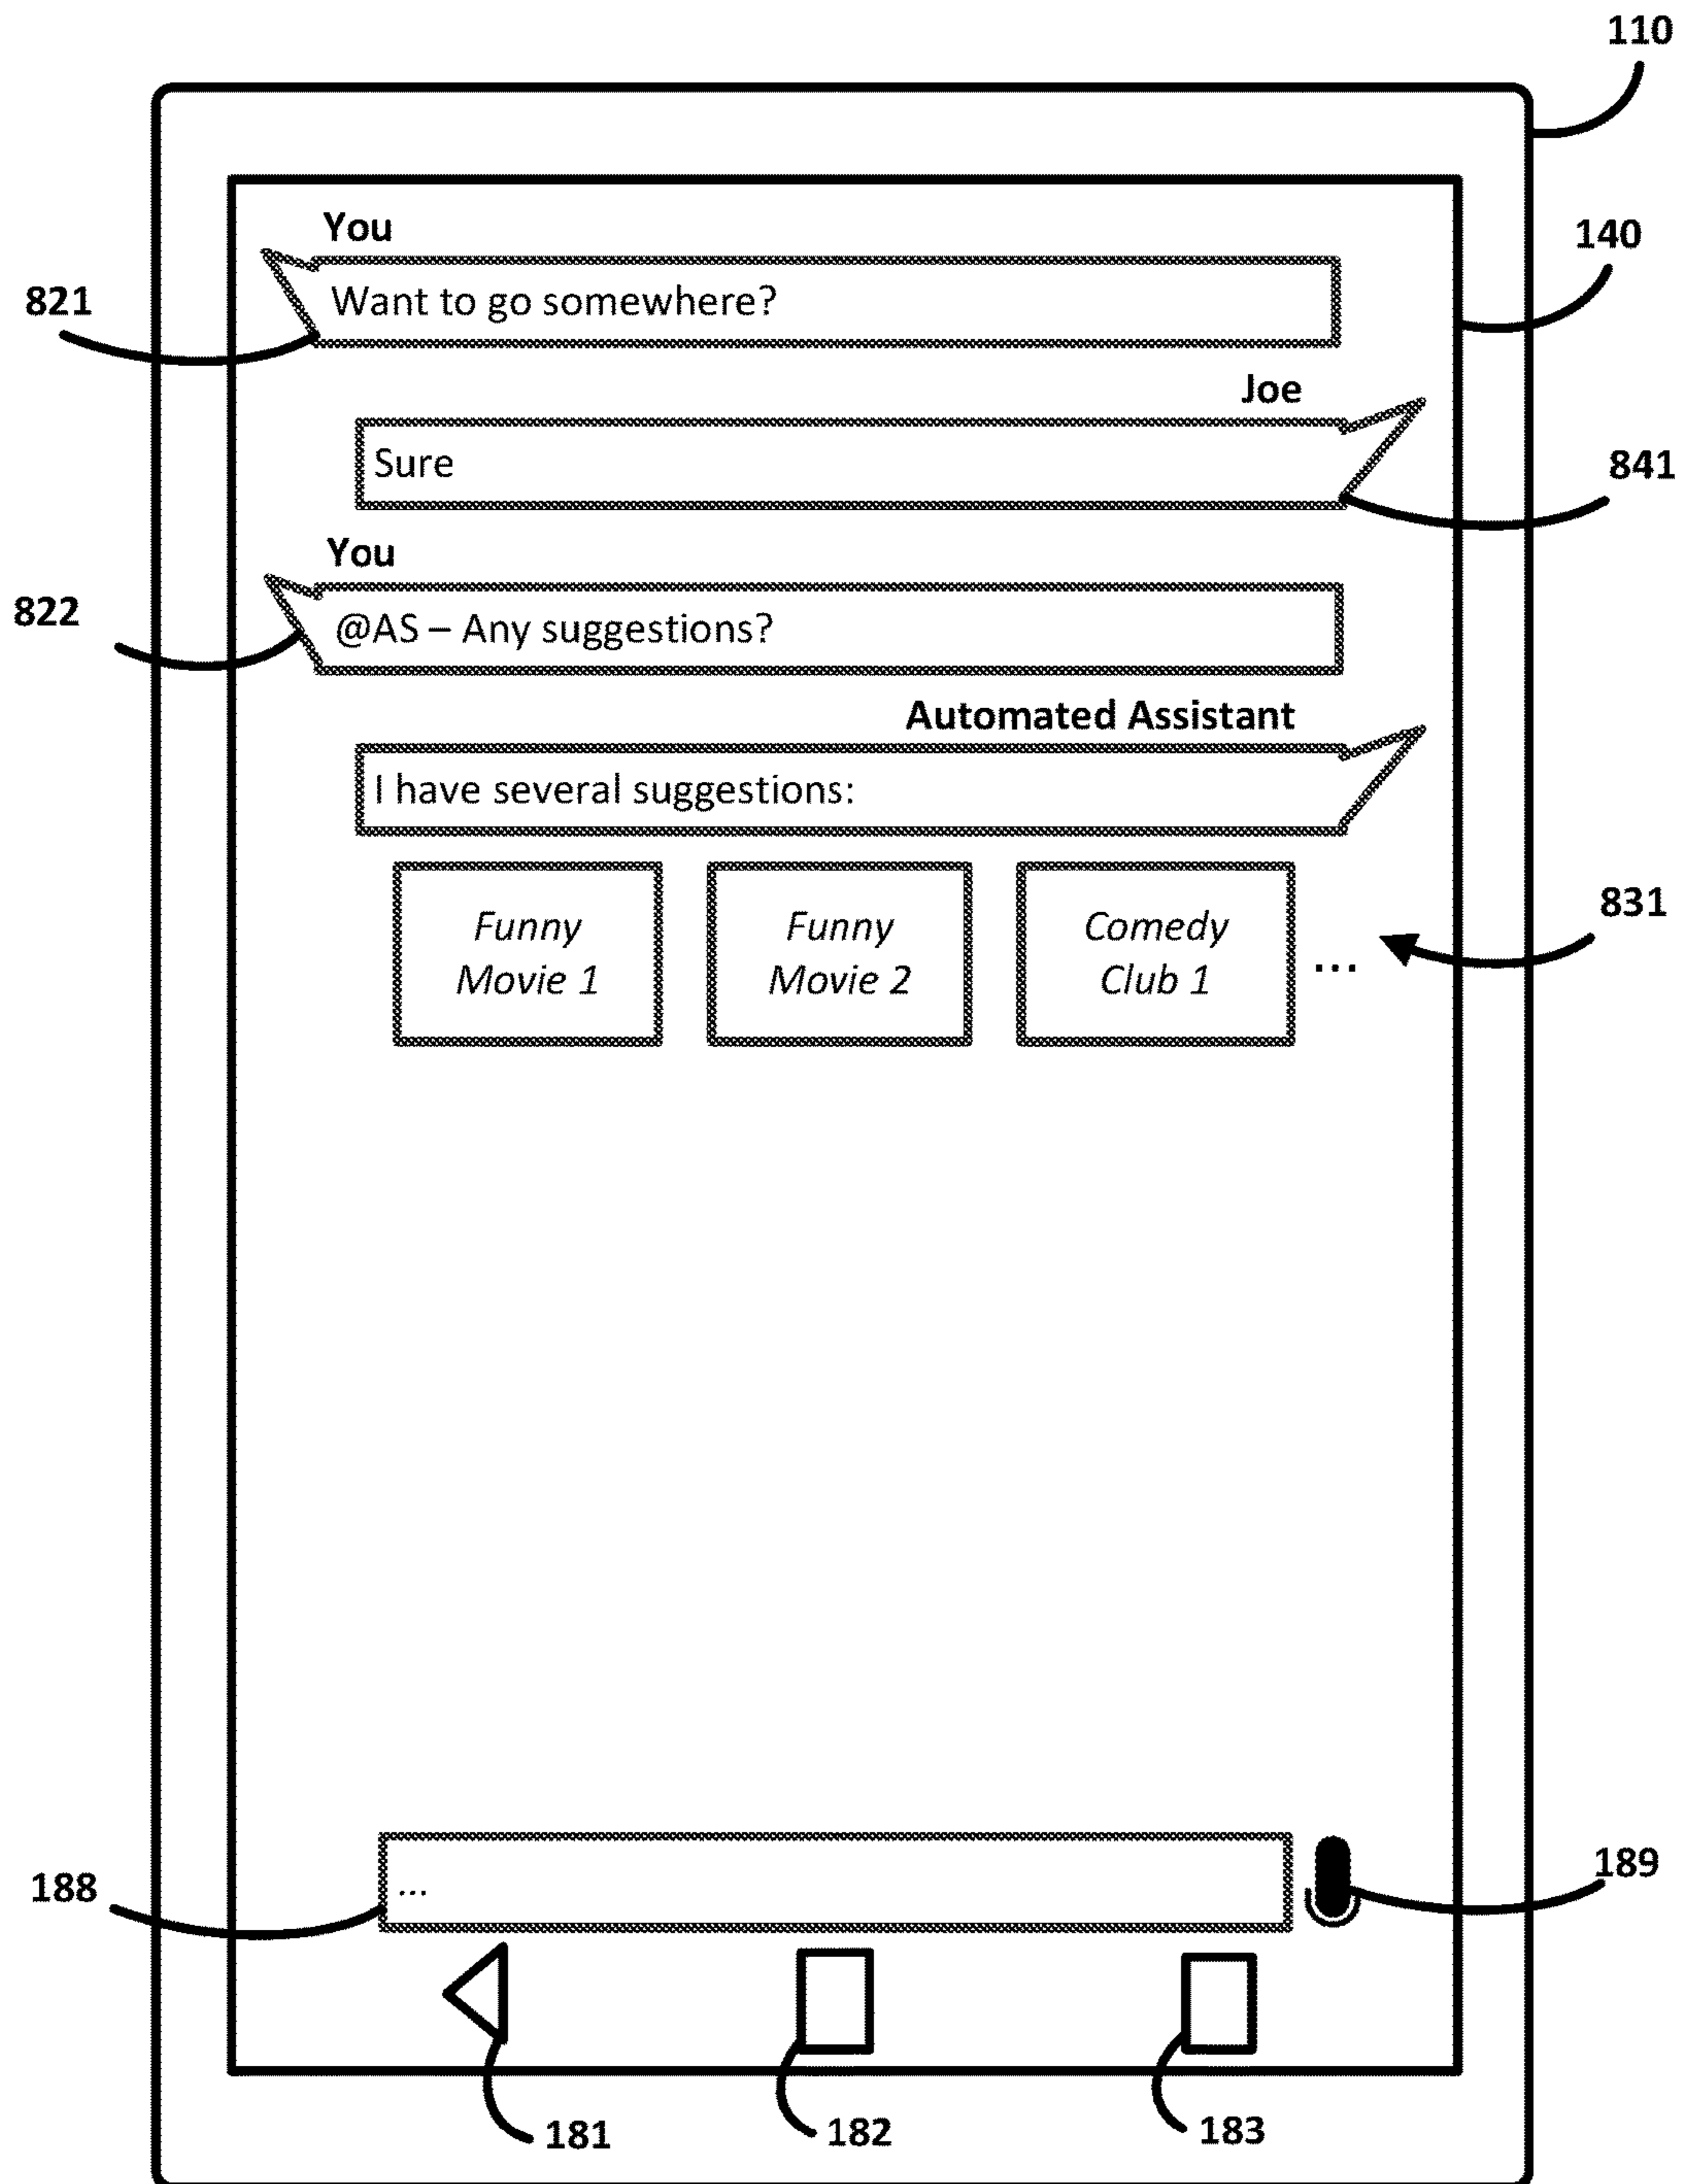 110
You
140
821
Want to go somewhere?
Joe
Sure
841
You
822
@AS – Any suggestions?
Automated Assistant
I have several suggestions:
Funny
Movie 1
Funny
Movie 2
Comedy
Club 1
...
831
188
...
189
181
182
183